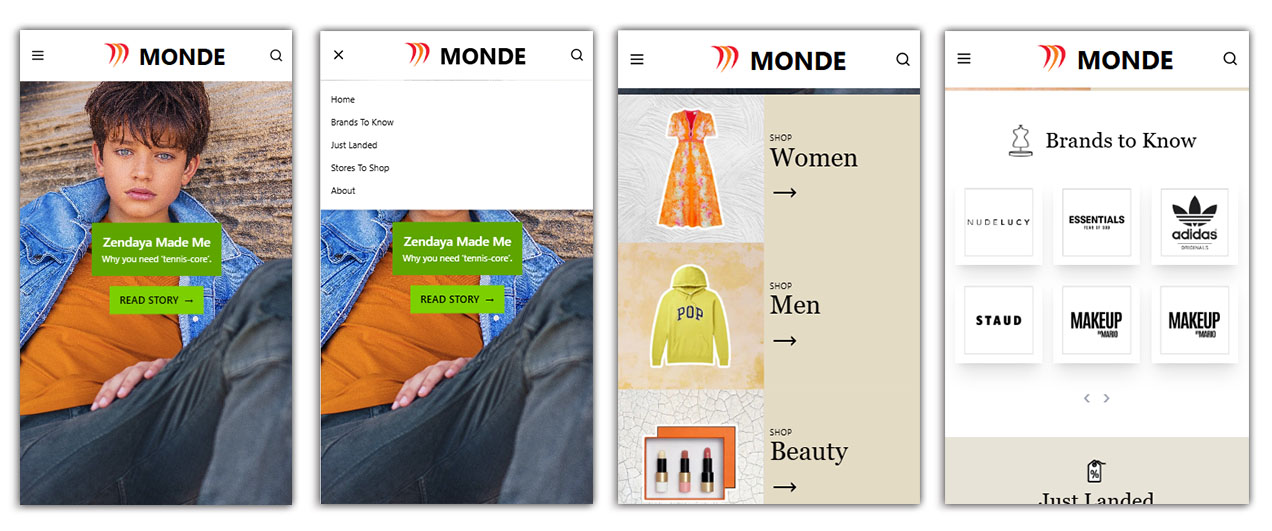 MONDE
Zendaya Made Me
Why you need 'tennis-core'.
READ STORY →
MONDE
Home
Brands To Know
Just Landed
Stores To Shop
About
Zendaya Made Me
Why you need 'tennis-core'.
READ STORY →
MONDE
SHOP
Women
→
POP
SHOP
Men
→
SHOP
Beauty
→
MONDE
Brands to Know
NUDELUCY
ESSENTIALS
FEAR OF GOD
adidas
ORIGINALS
STAUD
MAKEUP
BY MARIO
MAKEUP
BY MARIO
%
Just Landed